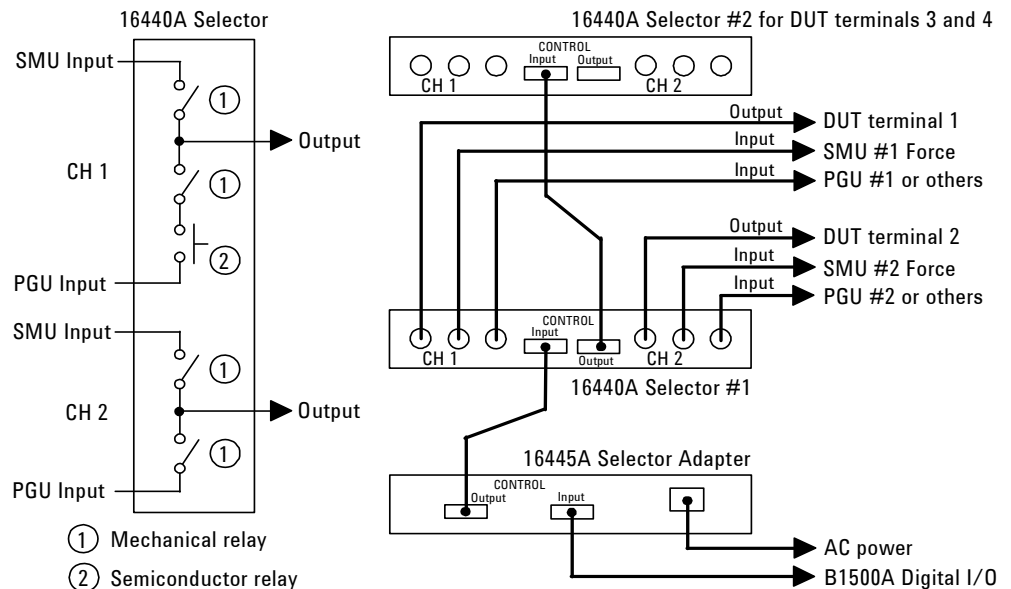 16440A Selector
SMU Input
1
Output
CH 1
1
2
PGU Input
SMU Input
1
CH 2
Output
1
PGU Input
1 Mechanical relay
2 Semiconductor relay
16440A Selector #2 for DUT terminals 3 and 4
CONTROL
Input Output
CH 1 CH 2
Output DUT terminal 1
Input SMU #1 Force
Input PGU #1 or others
Output DUT terminal 2
Input SMU #2 Force
Input PGU #2 or others
CONTROL
Input
CH 1 Output CH 2
16440A Selector #1
16445A Selector Adapter
CONTROL
Output Input
AC power
B1500A Digital I/O